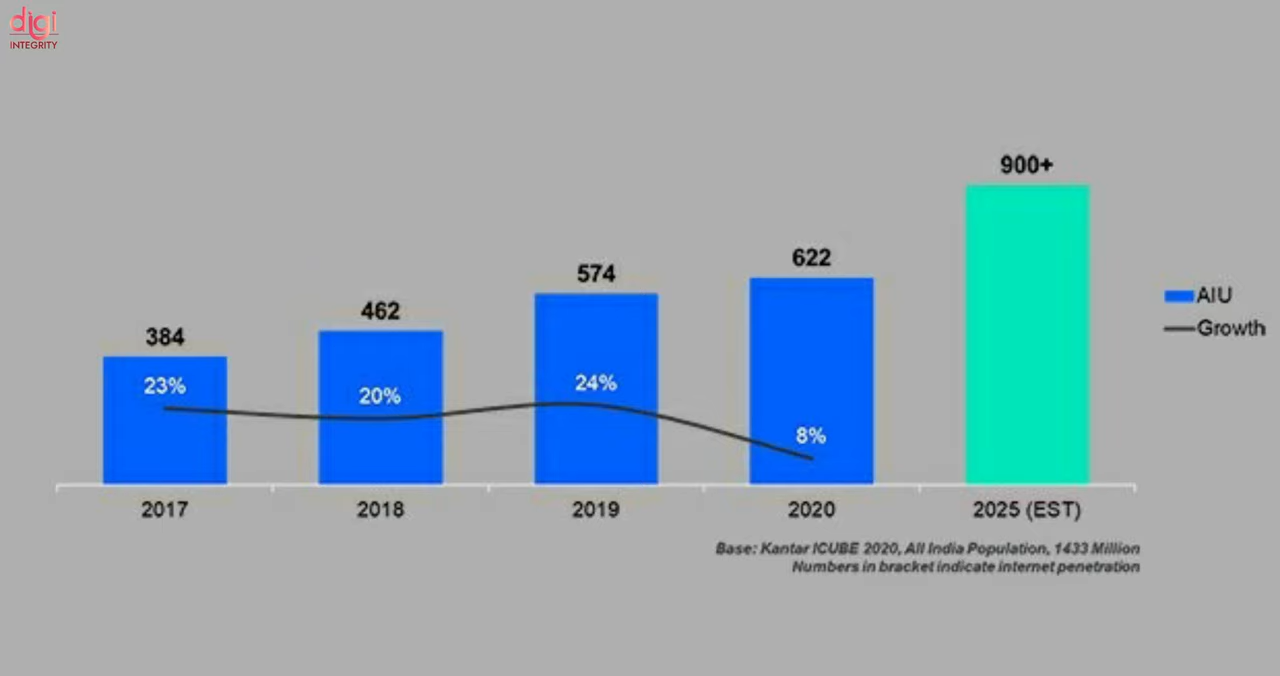 digi
INTEGRITY
900+
622
574
462
384
23%
20%
24%
8%
AIU
Growth
2017
2018
2019
2020
2025 (EST)
Base: Kantar ICUBE 2020, All India Population, 1433 Million
Numbers in bracket indicate internet penetration